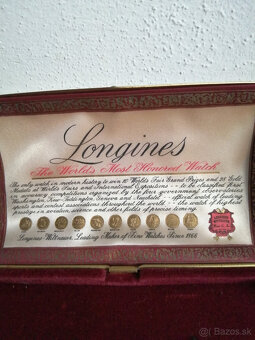 Longines
The World's Most Honored Watch
The only watch in modern history to win 10 World's Fair Grand Prizes and 28 Gold
Medals at World's Fairs and International Expositions -- to be classified first
in accuracy competitions organized by the four government observatories
Washington, Kew-Teddington, Geneva and Neuchatel -- official watch of leading
sports and contest associations throughout the world -- the watch of highest
prestige in aviation, science and other fields of precise timing.
Longines-Wittnauer, Leading Maker of Fine Watches Since 1866
© Bazos.sk